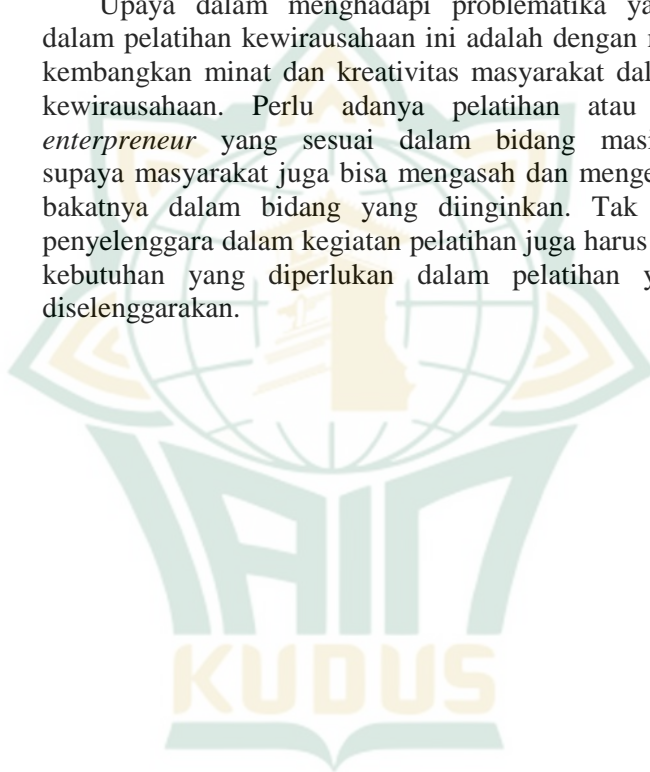 Upaya dalam menghadapi problematika ya
dalam pelatihan kewirausahaan ini adalah dengan
kembangkan minat dan kreativitas masyarakat dal
kewirausahaan. Perlu adanya pelatihan atau
enterpreneur yang sesuai dalam bidang mas
supaya masyarakat juga bisa mengasah dan menge
bakatnya dalam bidang yang diinginkan. Tak
penyelenggara dalam kegiatan pelatihan juga harus
kebutuhan yang diperlukan dalam pelatihan y
diselenggarakan.
IAIN
KUDUS